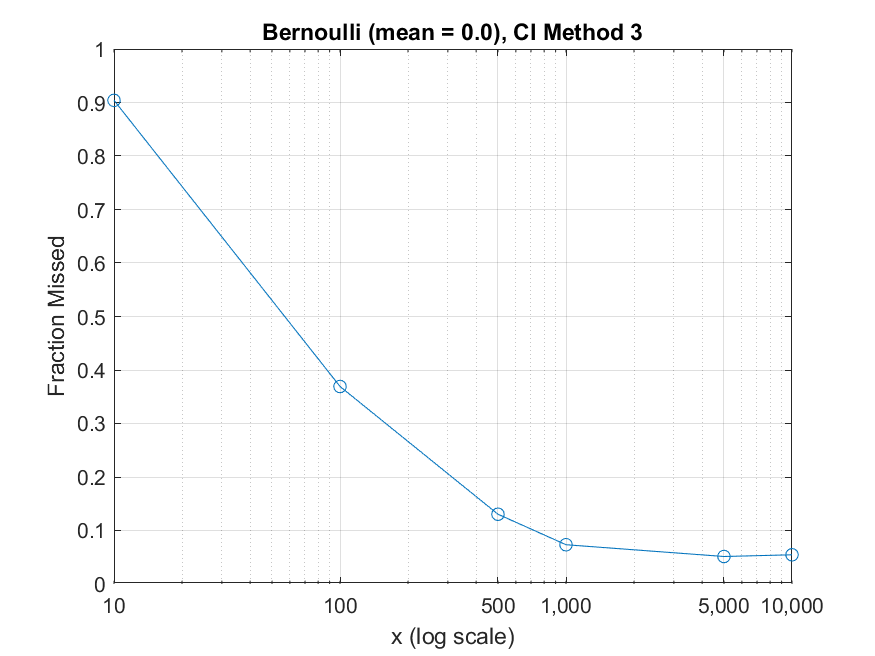 Bernoulli (mean = 0.0), CI Method 3
1
0.9
0.8
0.7
0.6
0.5
0.4
0.3
0.2
0.1
0
Fraction Missed
10 100 500 1,000 5,000 10,000
x (log scale)